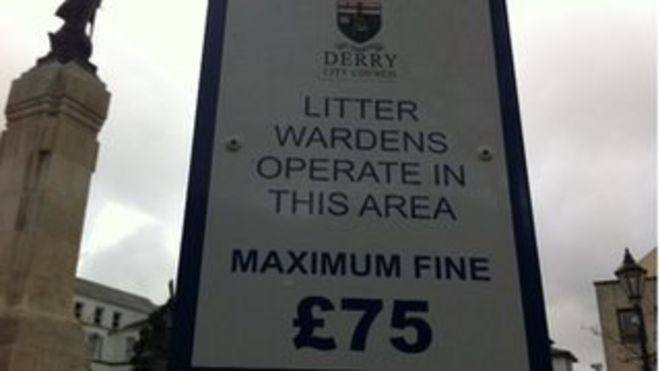 DERRY
CITY COUNCIL
LITTER
WARDENS
OPERATE IN
THIS AREA
MAXIMUM FINE
£75